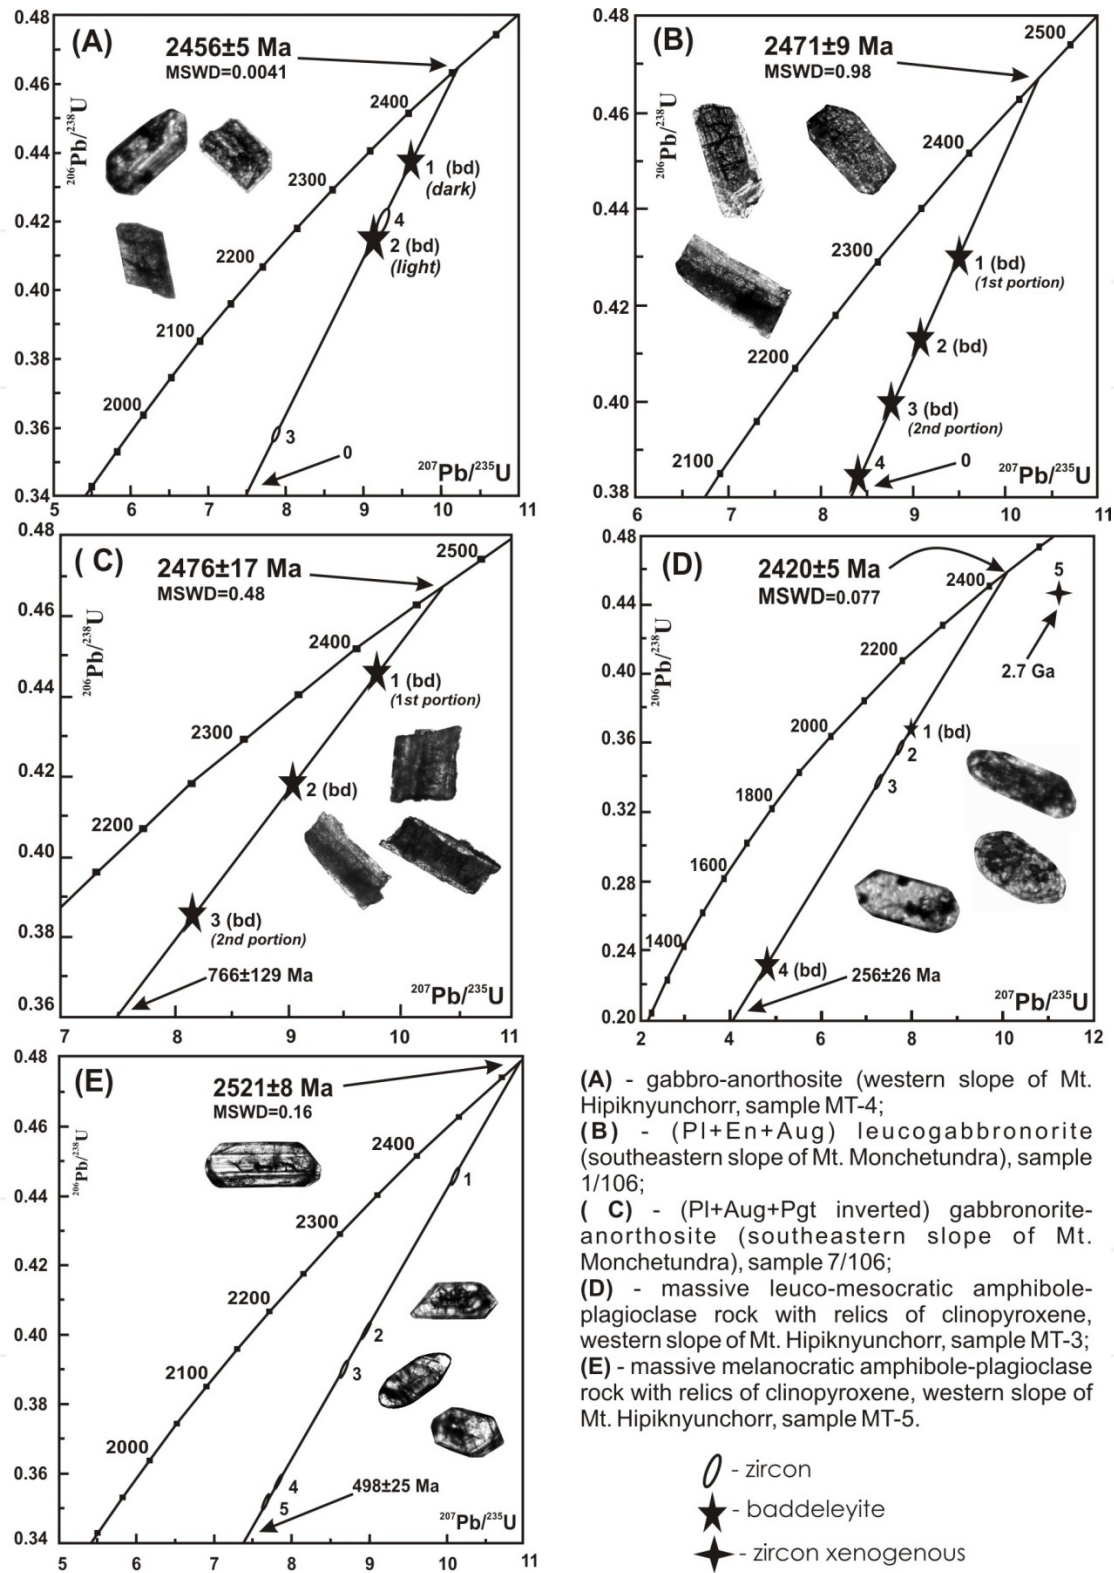 (A)
2456±5 Ma
MSWD=0.0041
206Pb/238U
0.48
0.46
0.44
0.42
0.40
0.38
0.36
0.34
2400
2300
2200
2100
2000
1 (bd)
(dark)
4
2 (bd)
(light)
3
0
207Pb/235U
5 6 7 8 9 10 11
(B)
2471±9 Ma
MSWD=0.98
206Pb/238U
0.48
0.46
0.44
0.48
0.42
0.40
0.38
2500
2400
2300
2200
2100
1 (bd)
(1st portion)
2 (bd)
3 (bd)
(2nd portion)
4
0
207Pb/235U
6 7 8 9 10 11
( C)
2476±17 Ma
MSWD=0.48
206Pb/238U
0.48
0.46
0.44
0.42
0.40
0.38
0.36
2500
2400
2300
2200
1 (bd)
(1st portion)
2 (bd)
3 (bd)
(2nd portion)
766±129 Ma
207Pb/235U
7 8 9 10 11
(D)
2420±5 Ma
MSWD=0.077
206Pb/238U
0.48
0.44
0.40
0.36
0.32
0.28
0.24
0.20
2400
2200
2000
1800
1600
1400
5
2.7 Ga
1 (bd)
2
3
4 (bd)
256±26 Ma
207Pb/235U
2 4 6 8 10 12
(E)
2521±8 Ma
MSWD=0.16
206Pb/238U
0.48
0.46
0.44
0.42
0.40
0.38
0.36
0.34
2400
2300
2200
2100
2000
1
2
3
4
5
498±25 Ma
207Pb/235U
5 6 7 8 9 10 11
(A) - gabbro-anorthosite (western slope of Mt.
Hipiknyunchorr, sample MT-4;
(B) - (Pl+En+Aug) leucogabbronorite
(southeastern slope of Mt. Monchetundra), sample
1/106;
( C) - (Pl+Aug+Pgt inverted) gabbronorite-
anorthosite (southeastern slope of Mt.
Monchetundra), sample 7/106;
(D) - massive leuco-mesocratic amphibole-
plagioclase rock with relics of clinopyroxene,
western slope of Mt. Hipiknyunchorr, sample MT-3;
(E) - massive melanocratic amphibole-plagioclase
rock with relics of clinopyroxene, western slope of
Mt. Hipiknyunchorr, sample MT-5.
- zircon
- baddeleyite
- zircon xenogenous